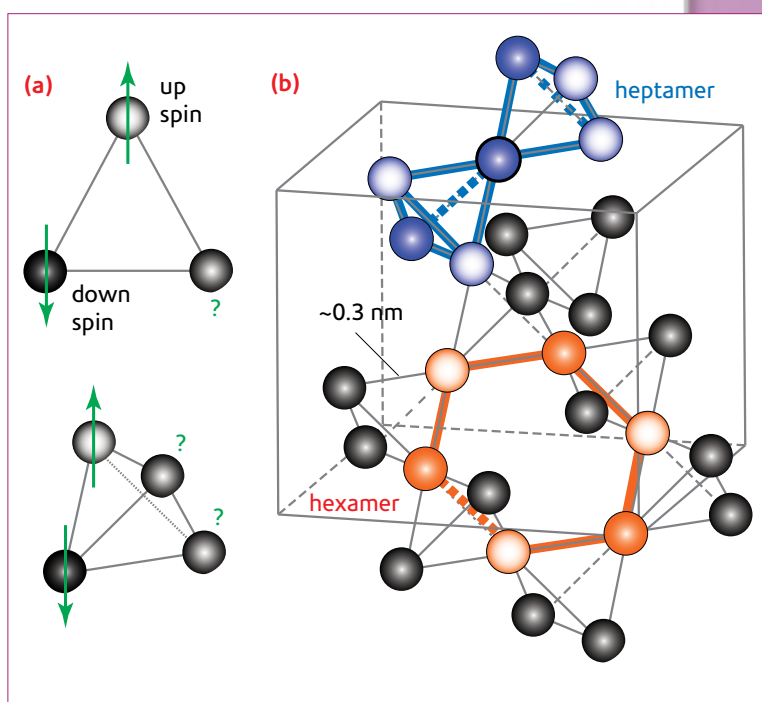 (a)
up
spin
down
spin
?
?
?
(b)
heptamer
~0.3 nm
hexamer